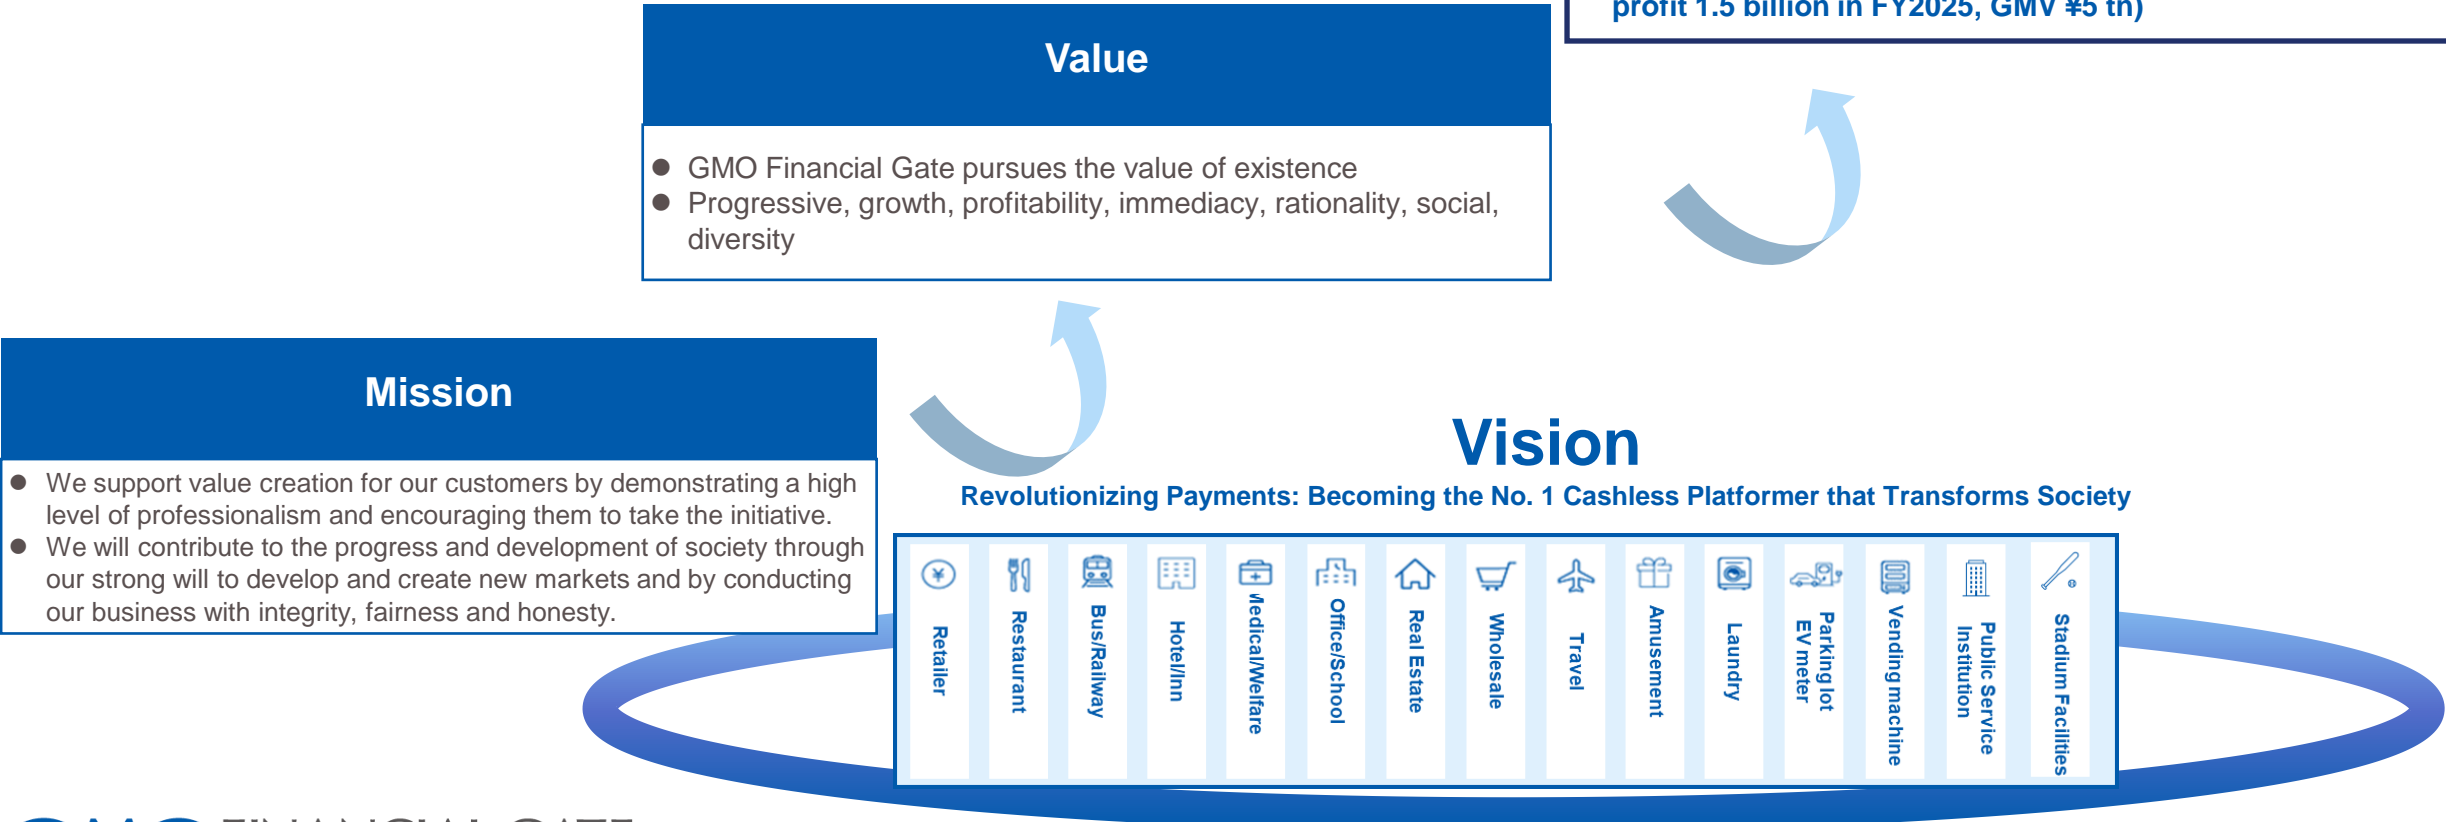 profit 1.5 billion in FY2025, GMV ¥5 tn)
Value
● GMO Financial Gate pursues the value of existence
● Progressive, growth, profitability, immediacy, rationality, social,
diversity
Mission
● We support value creation for our customers by demonstrating a high
level of professionalism and encouraging them to take the initiative.
● We will contribute to the progress and development of society through
our strong will to develop and create new markets and by conducting
our business with integrity, fairness and honesty.
Vision
Revolutionizing Payments: Becoming the No. 1 Cashless Platformer that Transforms Society
¥
Retailer
Restaurant
Bus/Railway
Hotel/Inn
Medical/Welfare
Office/School
Real Estate
Wholesale
Travel
Amusement
Laundry
Parking lot
EV meter
Vending machine
Public Service
Institution
Stadium Facilities
GMO FINANCIAL GATE